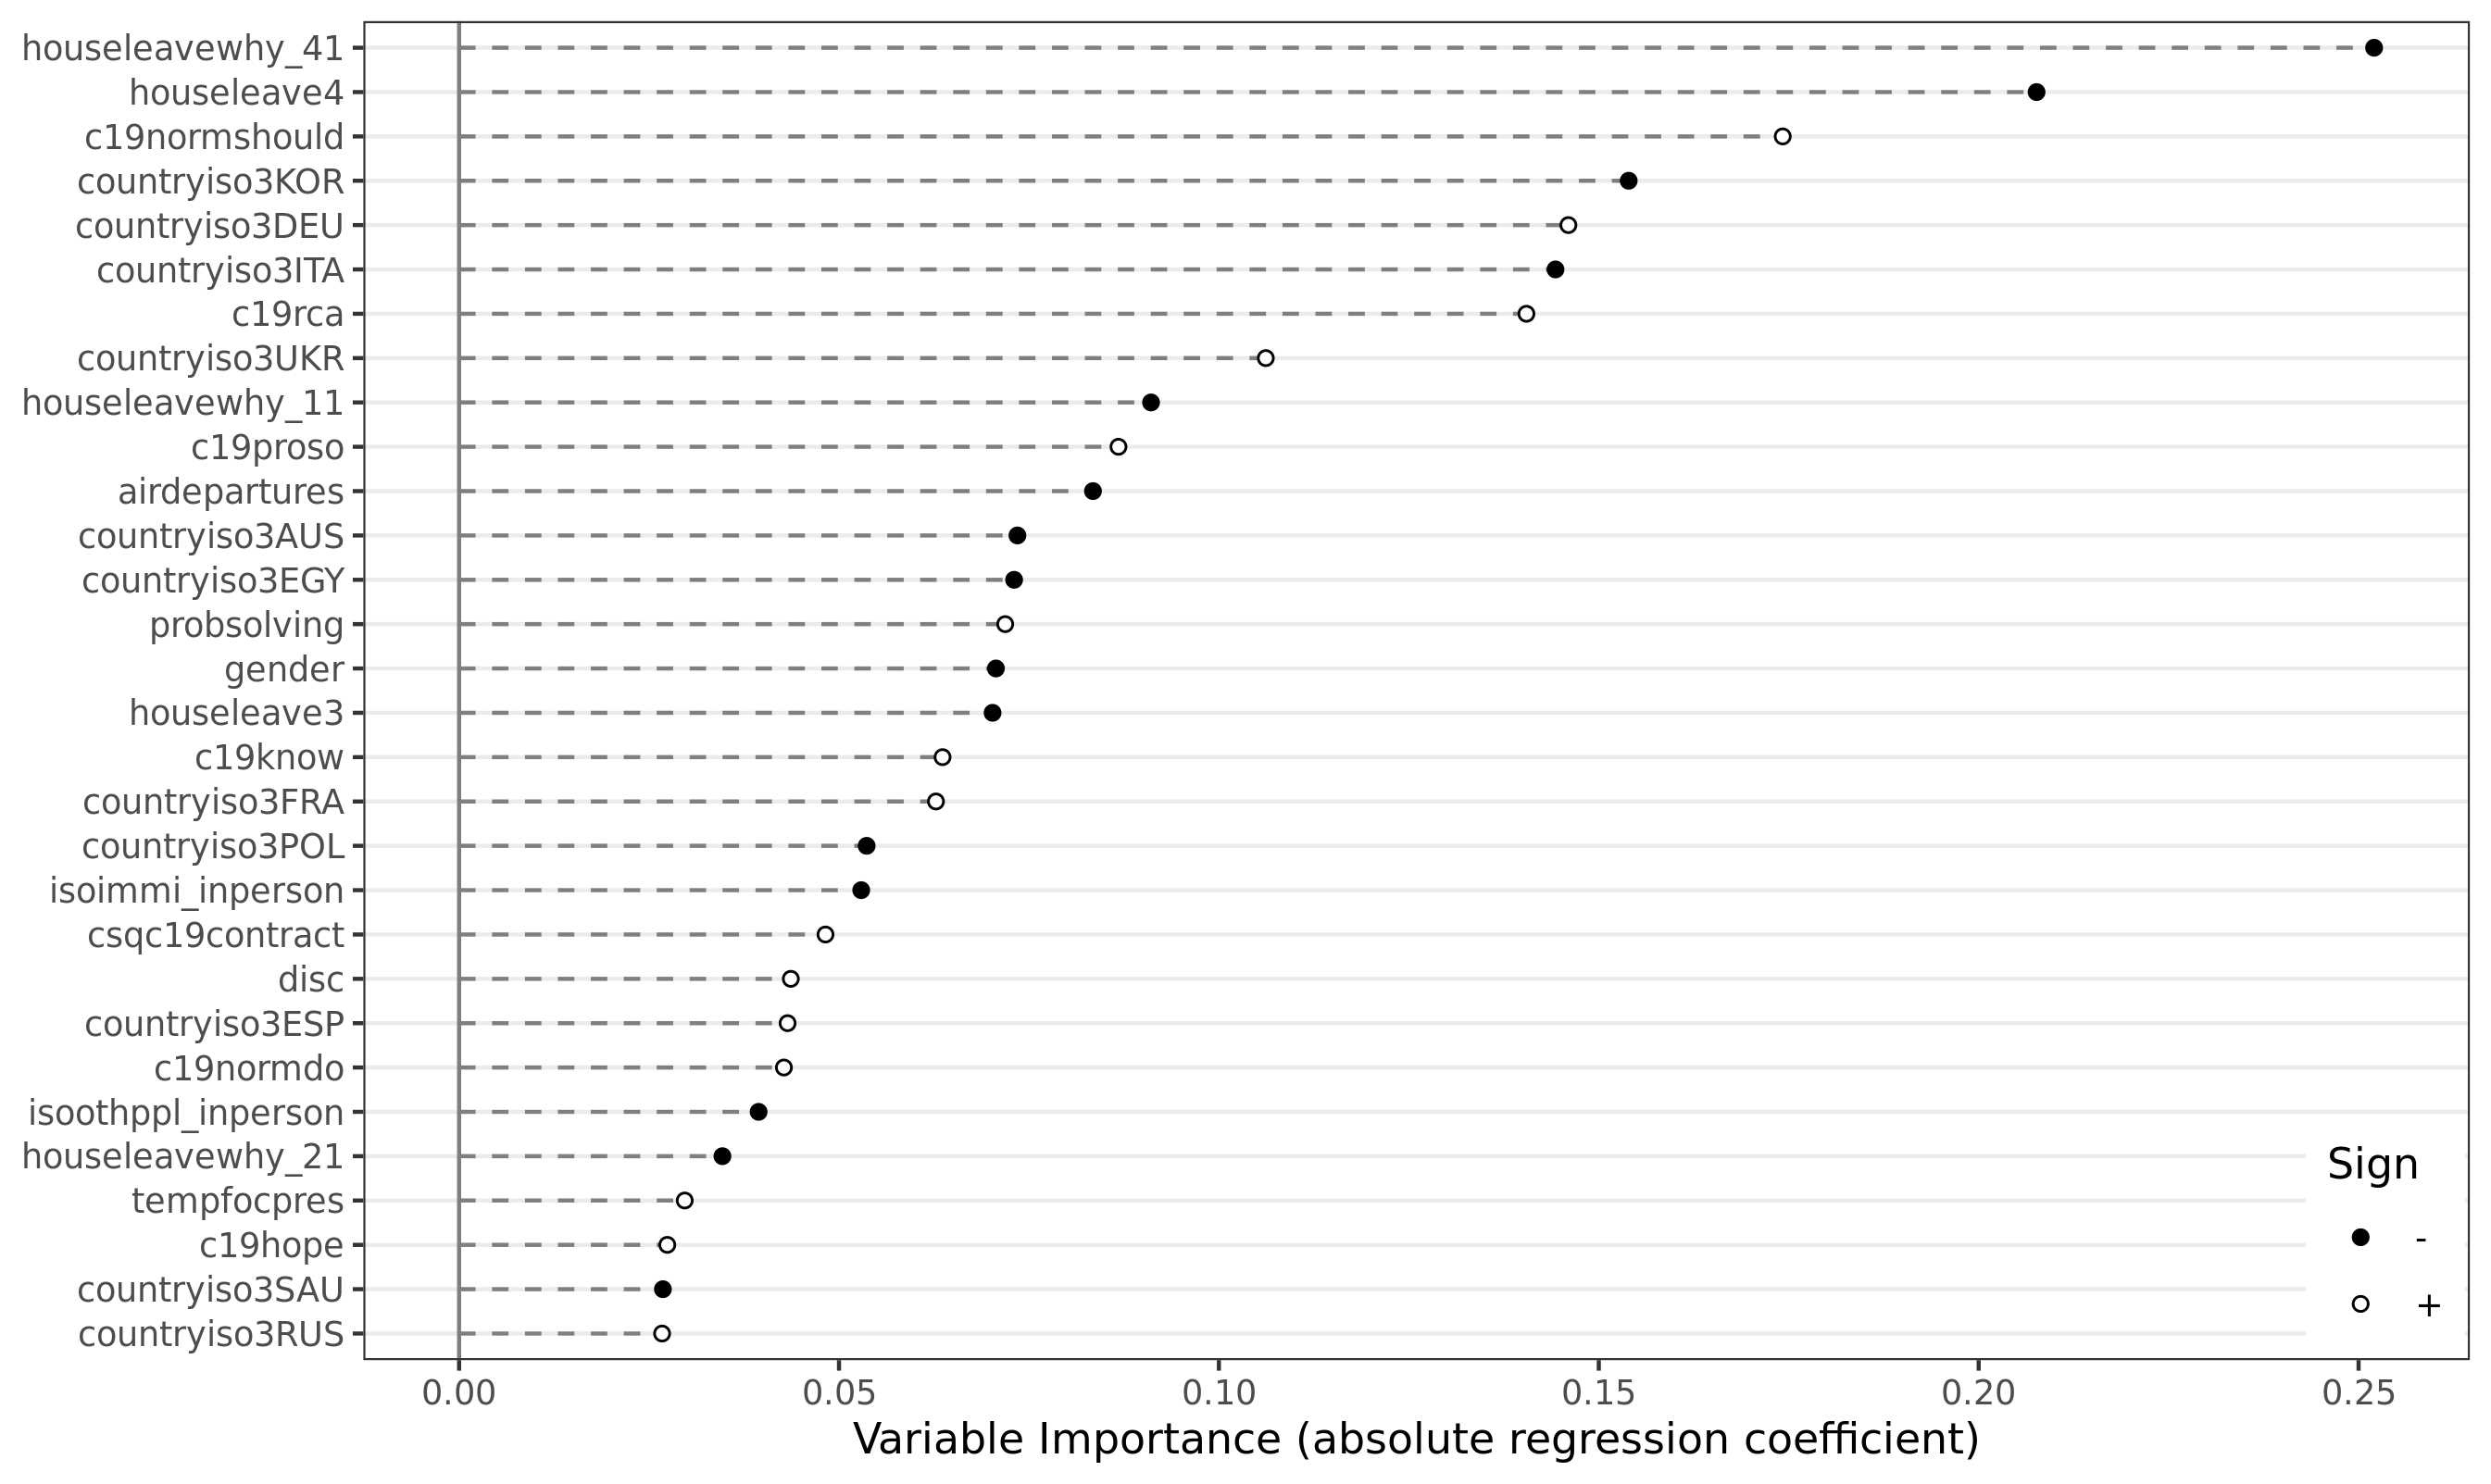 houseleavewhy_41
houseleave4
c19normshould
countryiso3KOR
countryiso3DEU
countryiso3ITA
c19rca
countryiso3UKR
houseleavewhy_11
c19proso
airdepartures
countryiso3AUS
countryiso3EGY
probsolving
gender
houseleave3
c19know
countryiso3FRA
countryiso3POL
isoimmi_inperson
csqc19contract
disc
countryiso3ESP
c19normdo
isoothppl_inperson
houseleavewhy_21
tempfocpres
c19hope
countryiso3SAU
countryiso3RUS
Sign
-
+
0.00 0.05 0.10 0.15 0.20 0.25
Variable Importance (absolute regression coefficient)